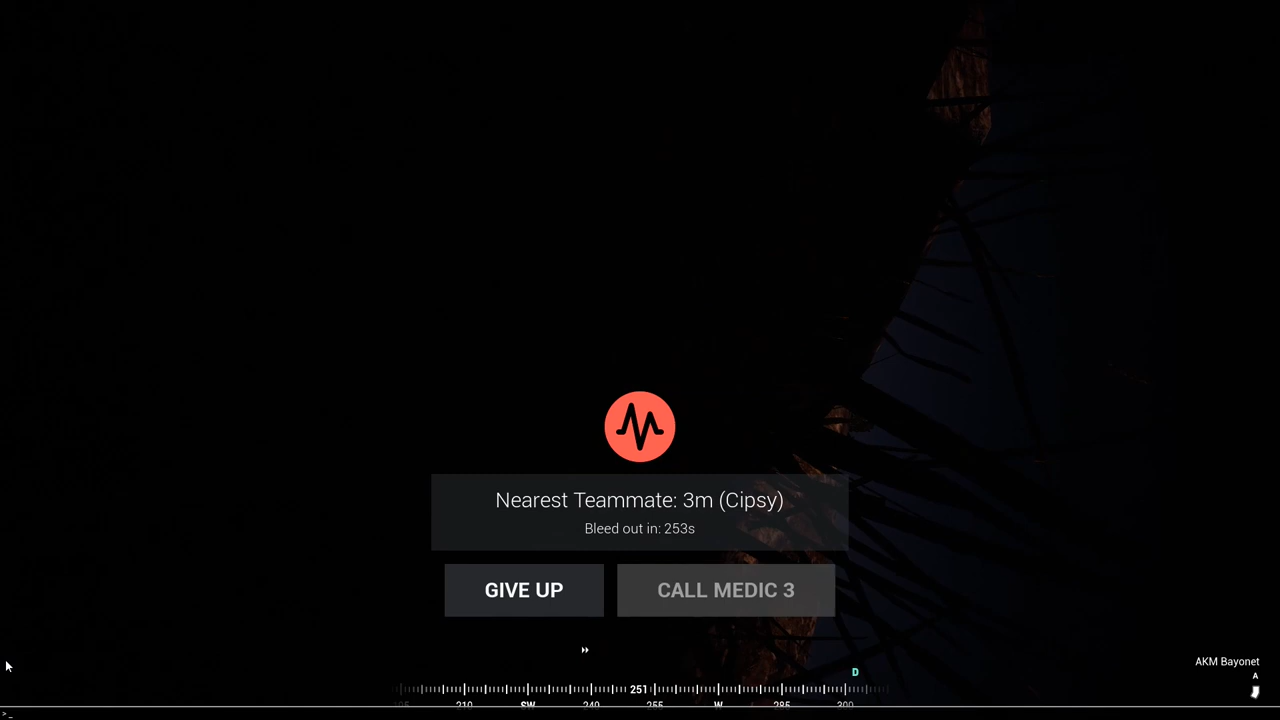 Nearest Teammate: 3m (Cipsy)
Bleed out in: 253s
GIVE UP
CALL MEDIC 3
AKM Bayonet
D
A
251
195 210 SW 240 255 W 285 300
>_